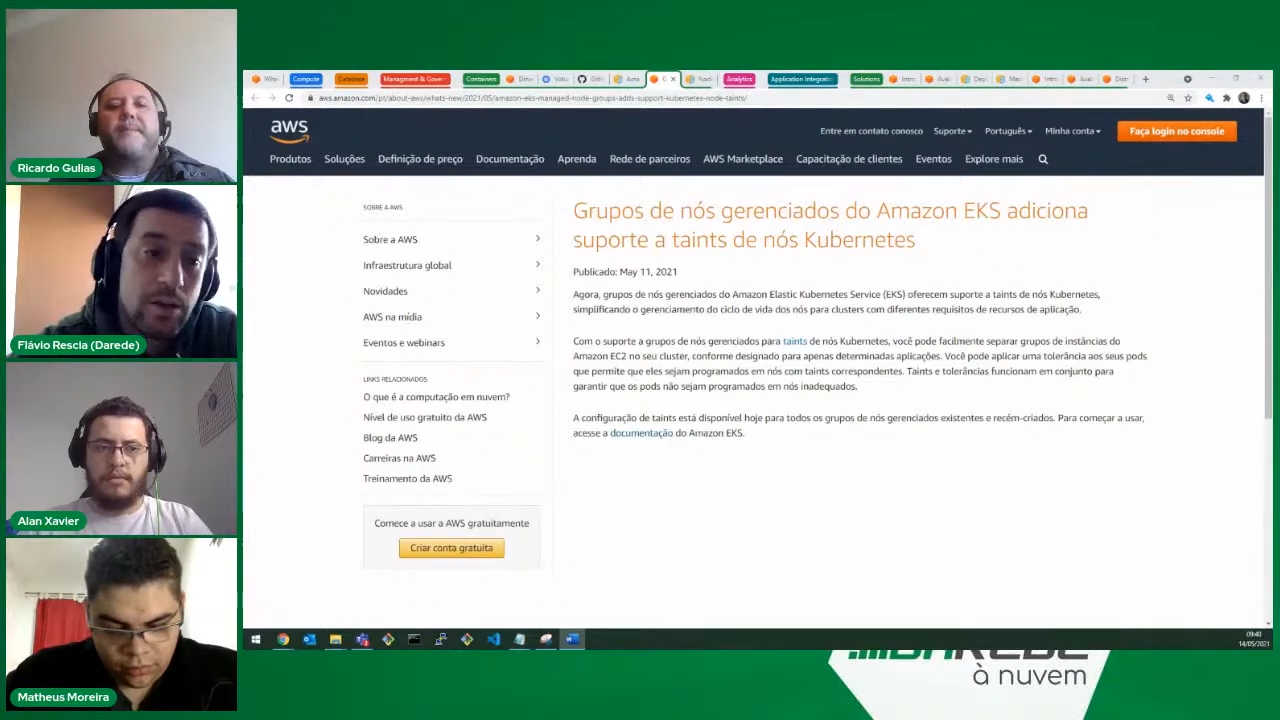 Ricardo Gulias
Flávio Rescia (Darede)
Alan Xavier
Matheus Moreira
Compute
Database
Managment & Gover
Containers
Analytics
Application Integrati
Solutions
aws.amazon.com/pt/about-aws/whats-new/2021/05/amazon-eks-managed-node-groups-adds-support-kubernetes-node-taints/
aws
Entre em contato conosco Suporte Português Minha conta Faça login no console
Produtos Soluções Definição de preço Documentação Aprenda Rede de parceiros AWS Marketplace Capacitação de clientes Eventos Explore mais
SOBRE A AWS
Sobre a AWS
Infraestrutura global
Novidades
AWS na mídia
Eventos e webinars
LINKS RELACIONADOS
O que é a computação em nuvem?
Nível de uso gratuito da AWS
Blog da AWS
Carreiras na AWS
Treinamento da AWS
Comece a usar a AWS gratuitamente
Criar conta gratuita
Grupos de nós gerenciados do Amazon EKS adiciona
suporte a taints de nós Kubernetes
Publicado: May 11, 2021
Agora, grupos de nós gerenciados do Amazon Elastic Kubernetes Service (EKS) oferecem suporte a taints de nós Kubernetes,
simplificando o gerenciamento do ciclo de vida dos nós para clusters com diferentes requisitos de recursos de aplicação.
Com o suporte a grupos de nós gerenciados para taints de nós Kubernetes, você pode facilmente separar grupos de instâncias do
Amazon EC2 no seu cluster, conforme designado para apenas determinadas aplicações. Você pode aplicar uma tolerância aos seus pods
que permite que eles sejam programados em nós com taints correspondentes. Taints e tolerâncias funcionam em conjunto para
garantir que os pods não sejam programados em nós inadequados.
A configuração de taints está disponível hoje para todos os grupos de nós gerenciados existentes e recém-criados. Para começar a usar,
acesse a documentação do Amazon EKS.
09:40
14/05/2021
à nuvem